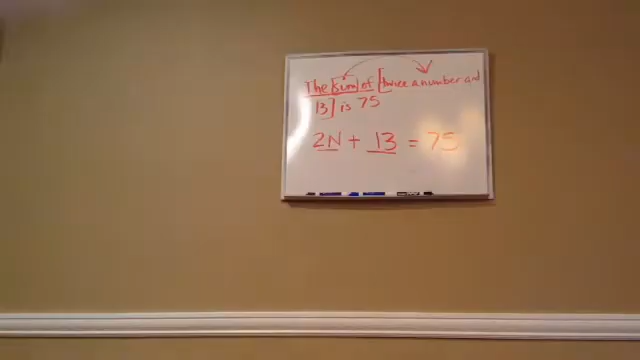 The [sum] of [twice a number and
13] is 75
2N + 13 = 75